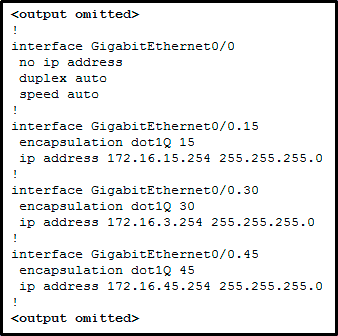 <output omitted>
!
interface GigabitEthernet0/0
no ip address
duplex auto
speed auto
!
interface GigabitEthernet0/0.15
encapsulation dot1Q 15
ip address 172.16.15.254 255.255.255.0
!
interface GigabitEthernet0/0.30
encapsulation dot1Q 30
ip address 172.16.3.254 255.255.255.0
!
interface GigabitEthernet0/0.45
encapsulation dot1Q 45
ip address 172.16.45.254 255.255.255.0
!
<output omitted>